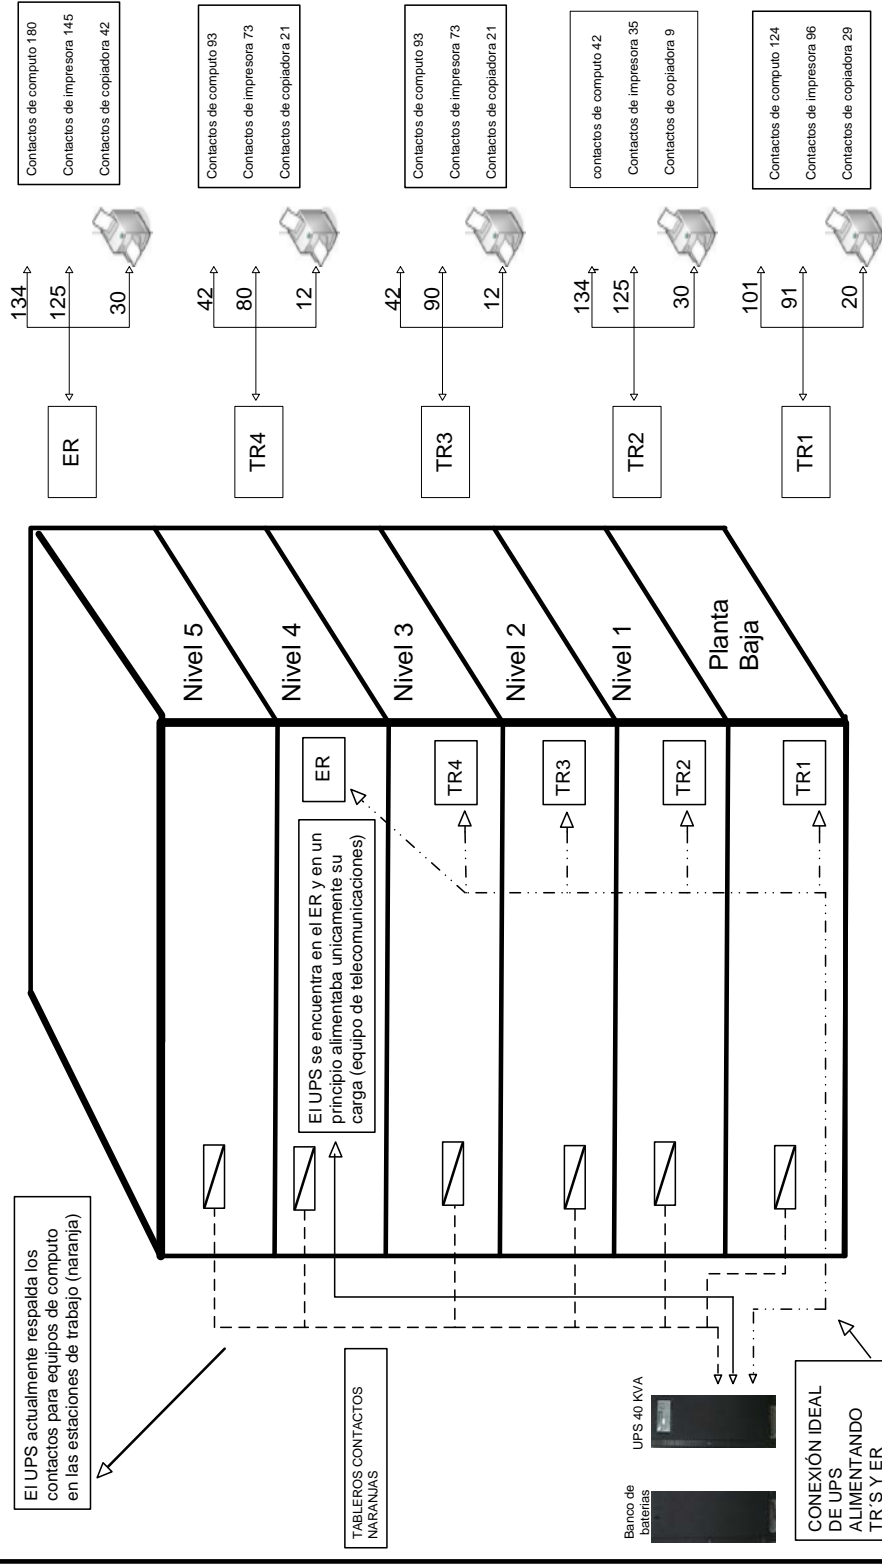 El UPS actualmente respalda los
contactos para equipos de computo
en las estaciones de trabajo (naranja)
TABLEROS CONTACTOS
NARANJAS
Banco de
baterias
UPS 40 KVA
CONEXIÓN IDEAL
DE UPS
ALIMENTANDO
TR´S Y ER
El UPS se encuentra en el ER y en un
principio alimentaba unicamente su
carga (equipo de telecomunicaciones)
ER
TR4
TR3
TR2
TR1
Nivel 5
Nivel 4
Nivel 3
Nivel 2
Nivel 1
Planta
Baja
ER
134
125
30
Contactos de computo 180
Contactos de impresora 145
Contactos de copiadora 42
TR4
42
80
12
Contactos de computo 93
Contactos de impresora 73
Contactos de copiadora 21
TR3
42
90
12
Contactos de computo 93
Contactos de impresora 73
Contactos de copiadora 21
TR2
134
125
30
contactos de computo 42
Contactos de impresora 35
Contactos de copiadora 9
TR1
101
91
20
Contactos de computo 124
Contactos de impresora 96
Contactos de copiadora 29